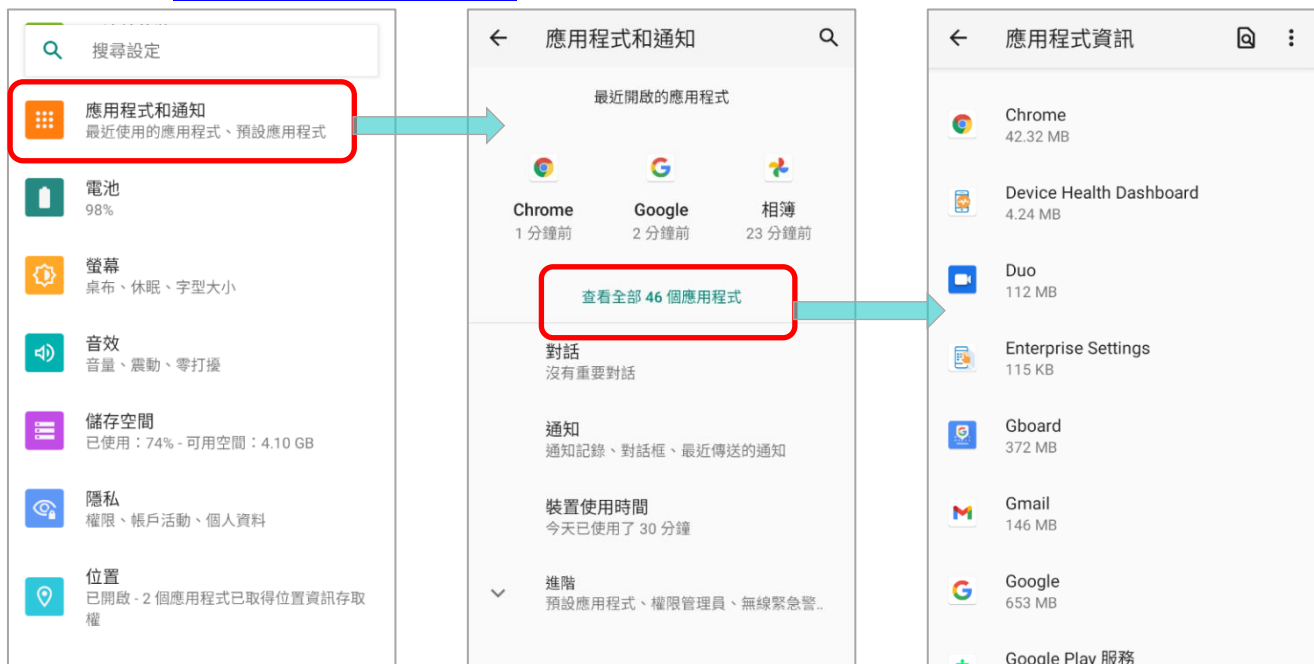 搜尋設定
應用程式和通知
最近使用的應用程式、預設應用程式
電池
98%
螢幕
桌布、休眠、字型大小
音效
音量、震動、零打擾
儲存空間
已使用：74% - 可用空間：4.10 GB
隱私
權限、帳戶活動、個人資料
位置
已開啟 - 2 個應用程式已取得位置資訊存取
權
應用程式和通知
最近開啟的應用程式
Chrome
1 分鐘前
Google
2 分鐘前
相簿
23 分鐘前
查看全部 46 個應用程式
對話
沒有重要對話
通知
通知記錄、對話框、最近傳送的通知
裝置使用時間
今天已使用了 30 分鐘
進階
預設應用程式、權限管理員、無線緊急警..
應用程式資訊
Chrome
42.32 MB
Device Health Dashboard
4.24 MB
Duo
112 MB
Enterprise Settings
115 KB
Gboard
372 MB
Gmail
146 MB
Google
653 MB
Google Play 服務